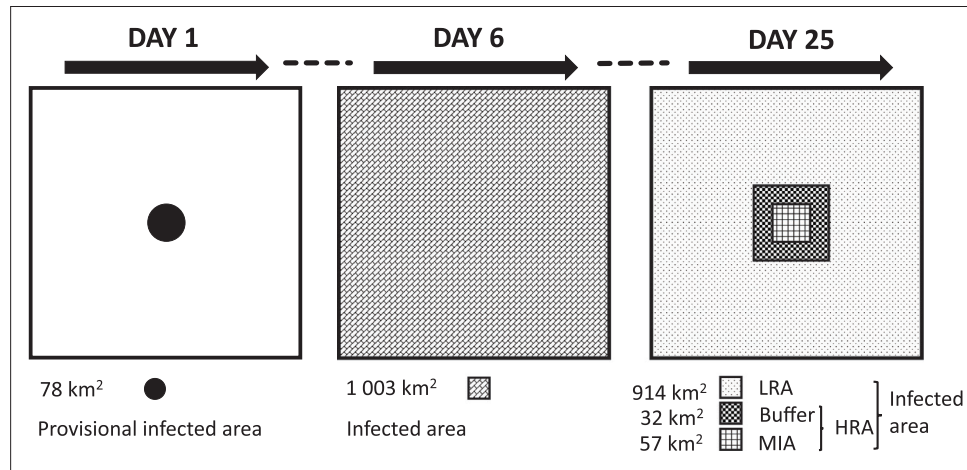 DAY 1
DAY 6
DAY 25
78 km²
Provisional infected area
1 003 km²
Infected area
914 km² LRA
32 km² Buffer
57 km² MIA
HRA
Infected
area